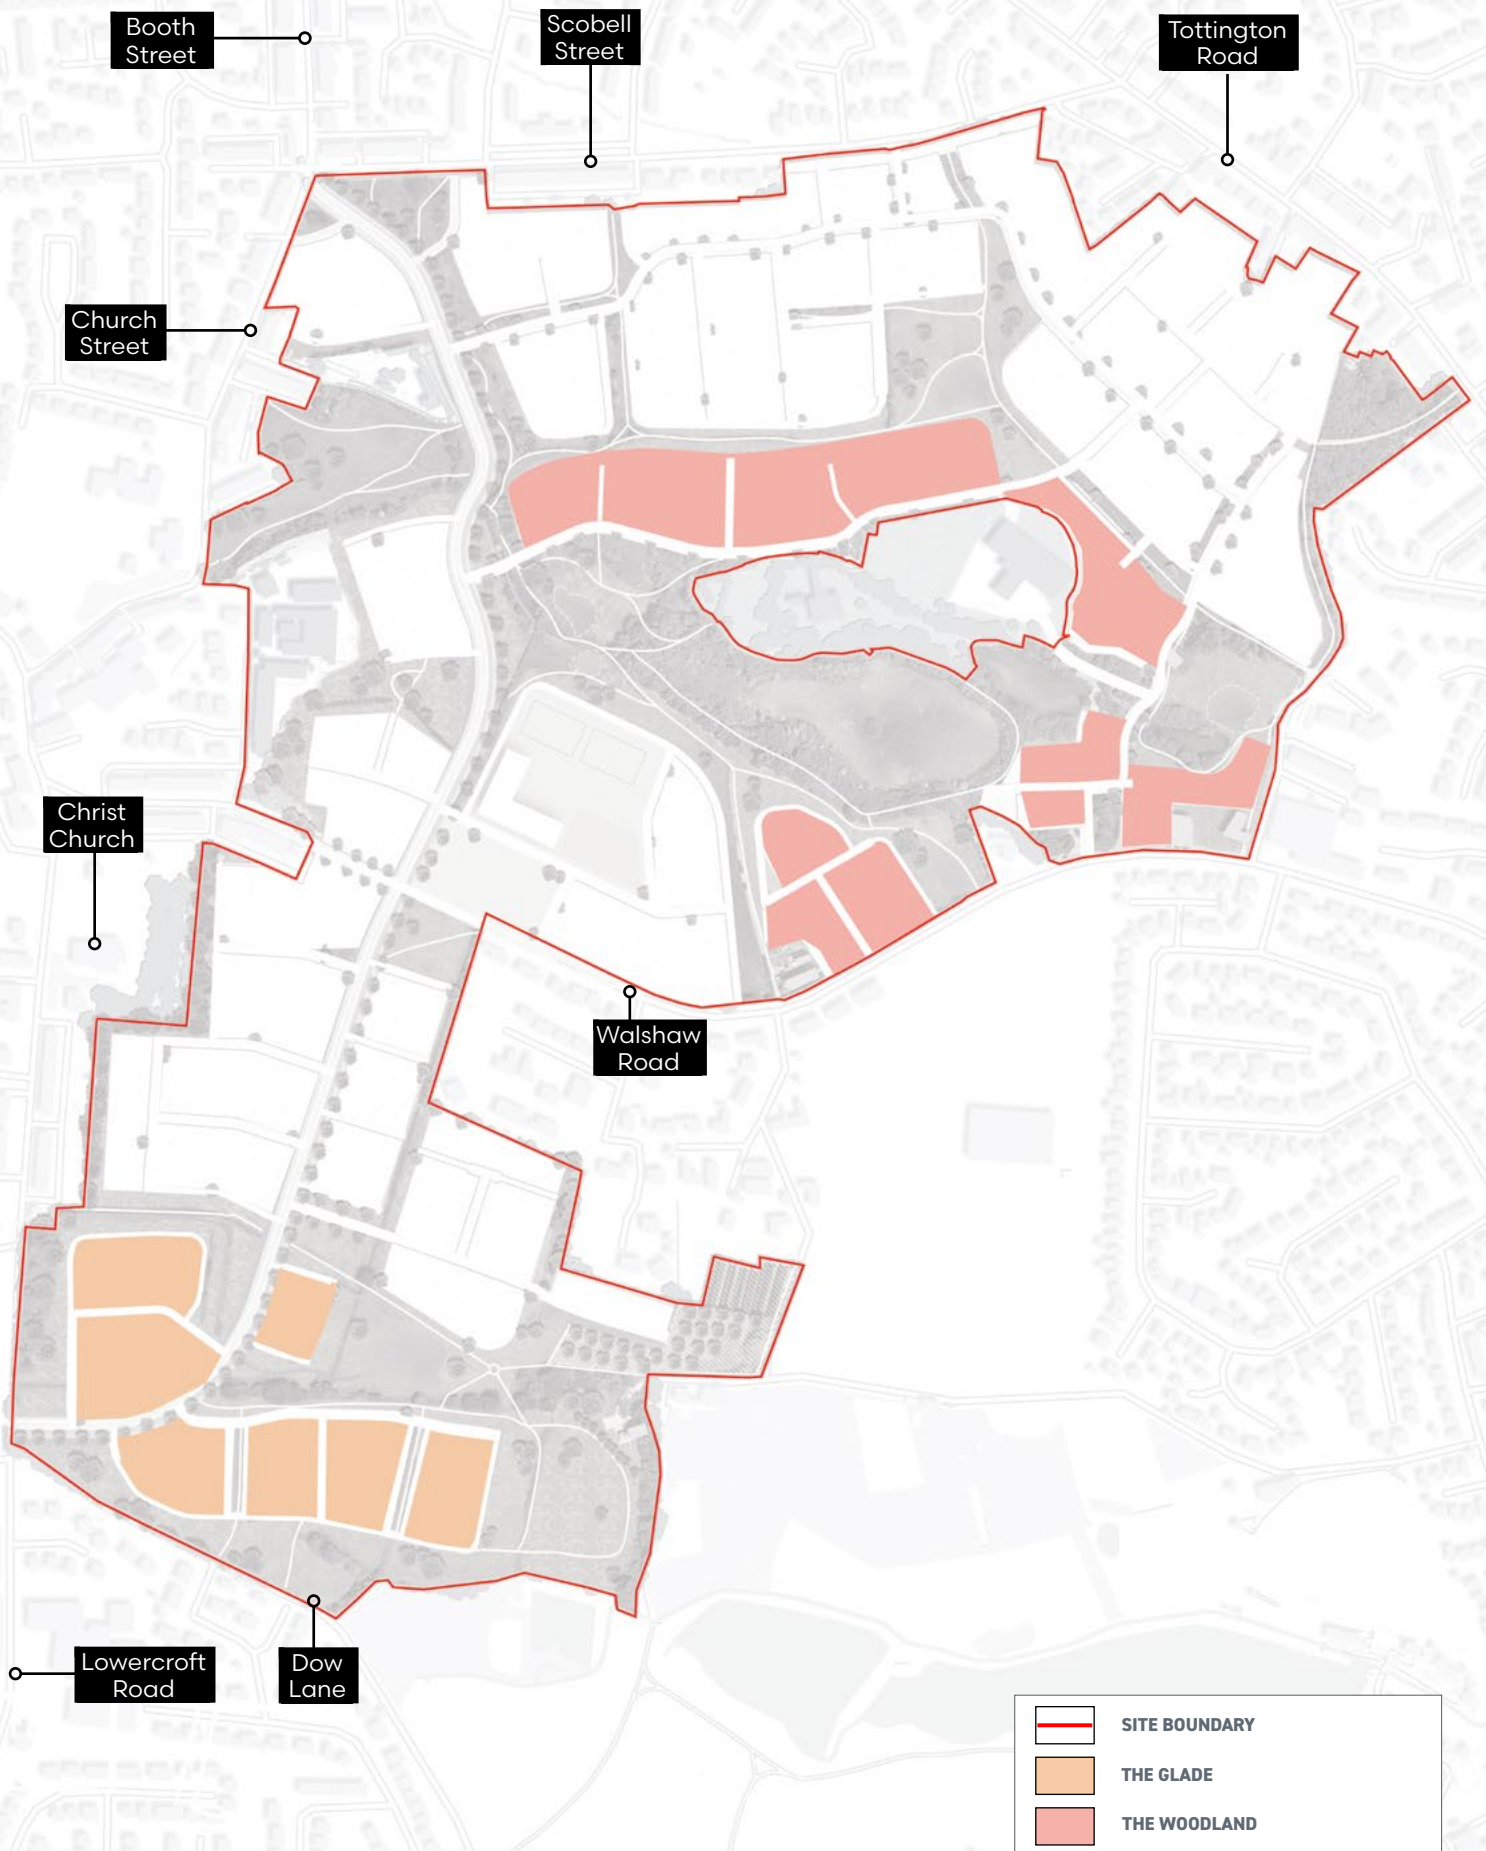 Booth
Street
Scobell
Street
Tottington
Road
Church
Street
Christ
Church
Walshaw
Road
Lowercroft
Road
Dow
Lane
SITE BOUNDARY
THE GLADE
THE WOODLAND